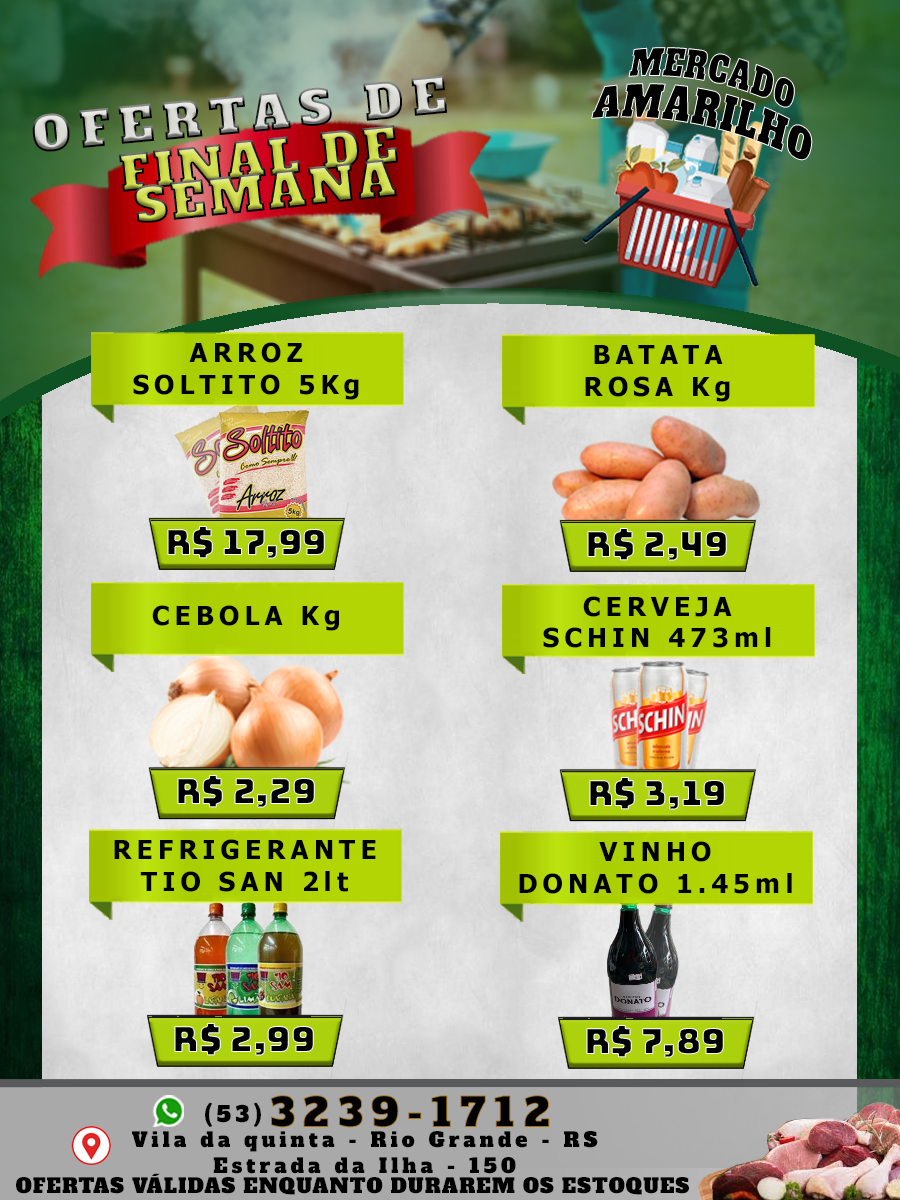 OFERTAS DE
FINAL DE
SEMANA
MERCADO
AMARILHO
ARROZ
SOLTITO 5Kg
Soltito
Como Sempre!!
Arroz
5kg
R$ 17,99
BATATA
ROSA Kg
R$ 2,49
CEBOLA Kg
R$ 2,29
CERVEJA
SCHIN 473ml
SCHIN
R$ 3,19
REFRIGERANTE
TIO SAN 2lt
R$ 2,99
VINHO
DONATO 1.45ml
DONATO
R$ 7,89
(53) 3239-1712
Vila da quinta - Rio Grande - RS
Estrada da Ilha - 150
OFERTAS VÁLIDAS ENQUANTO DURAREM OS ESTOQUES